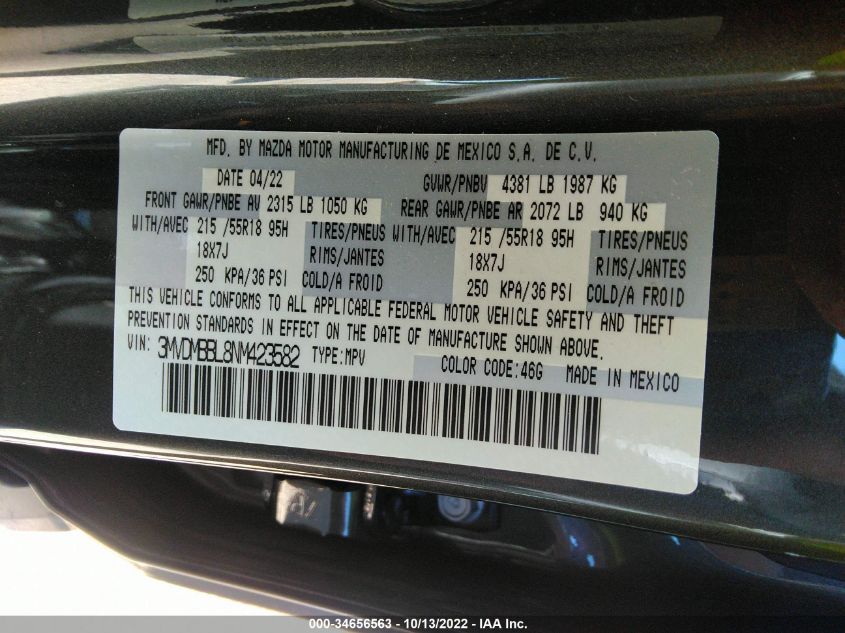 MFD. BY MAZDA MOTOR MANUFACTURING DE MEXICO S.A. DE C.V.
DATE 04/22 GVWR/PNBV 4381 LB 1987 KG
FRONT GAWR/PNBE AV 2315 LB 1050 KG REAR GAWR/PNBE AR 2072 LB 940 KG
WITH/AVEC 215 /55R18 95H TIRES/PNEUS WITH/AVEC 215 /55R18 95H TIRES/PNEUS
18X7J RIMS/JANTES 18X7J RIMS/JANTES
250 KPA/36 PSI COLD/A FROID 250 KPA/36 PSI COLD/A FROID
THIS VEHICLE CONFORMS TO ALL APPLICABLE FEDERAL MOTOR VEHICLE SAFETY AND THEFT
PREVENTION STANDARDS IN EFFECT ON THE DATE OF MANUFACTURE SHOWN ABOVE.
VIN: 3MVDMBBL8NM423582 TYPE:MPV COLOR CODE:46G MADE IN MEXICO
000-34656563 - 10/13/2022 - IAA Inc.